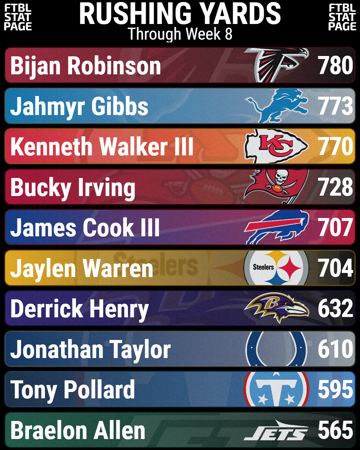 FTBL STAT PAGE
RUSHING YARDS
FTBL STAT PAGE
Through Week 8
Bijan Robinson 780
Jahmyr Gibbs 773
Kenneth Walker III KC 770
Bucky Irving 728
James Cook III 707
Steelers
Jaylen Warren Steelers 704
Derrick Henry B 632
Jonathan Taylor 610
Tony Pollard T 595
Braelon Allen JETS 565